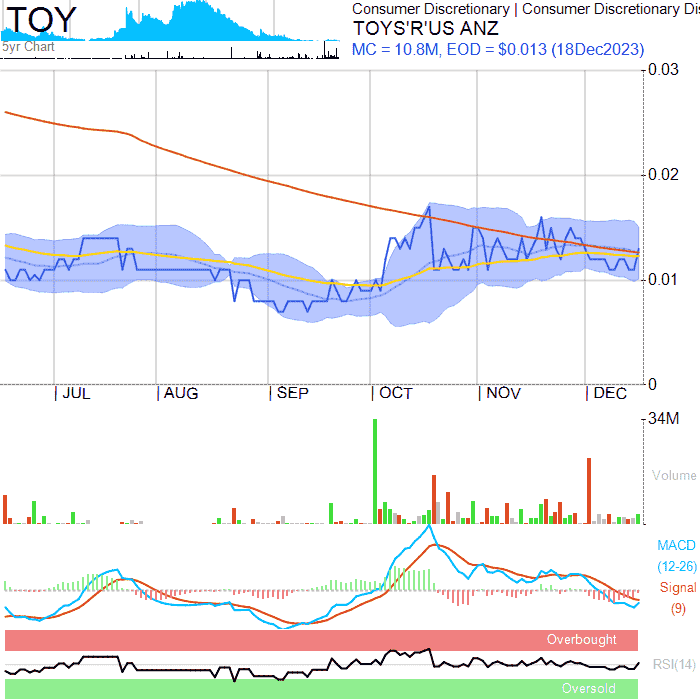 TOY
5yr Chart
Consumer Discretionary | Consumer Discretionary Dis
TOYS'R'US ANZ
MC = 10.8M, EOD = $0.013 (18Dec2023)
0.03
0.02
0.01
0
JUL AUG SEP OCT NOV DEC
34M
Volume
MACD
(12-26)
Signal
(9)
Overbought
RSI(14)
Oversold